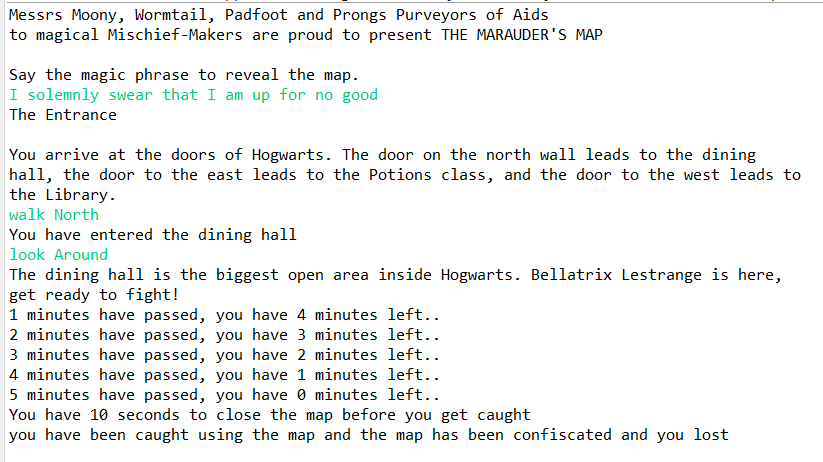 Messrs Moony, Wormtail, Padfoot and Prongs Purveyors of Aids
to magical Mischief-Makers are proud to present THE MARAUDER'S MAP
Say the magic phrase to reveal the map.
I solemnly swear that I am up for no good
The Entrance
You arrive at the doors of Hogwarts. The door on the north wall leads to the dining
hall, the door to the east leads to the Potions class, and the door to the west leads to
the Library.
walk North
You have entered the dining hall
look Around
The dining hall is the biggest open area inside Hogwarts. Bellatrix Lestrange is here,
get ready to fight!
1 minutes have passed, you have 4 minutes left..
2 minutes have passed, you have 3 minutes left..
3 minutes have passed, you have 2 minutes left..
4 minutes have passed, you have 1 minutes left..
5 minutes have passed, you have 0 minutes left..
You have 10 seconds to close the map before you get caught
you have been caught using the map and the map has been confiscated and you lost